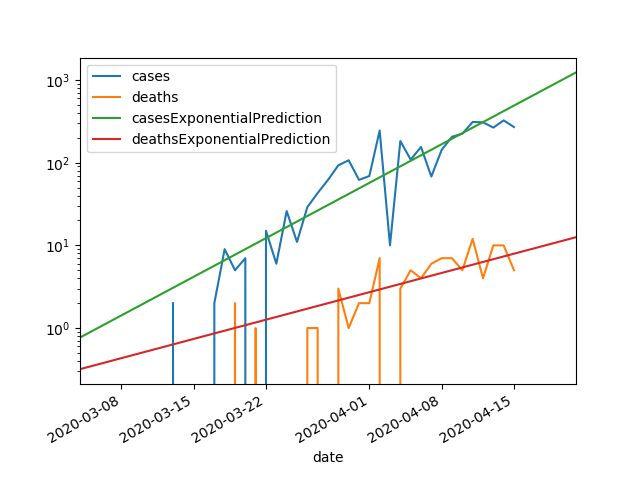 cases
deaths
casesExponentialPrediction
deathsExponentialPrediction
10³
10²
10¹
10⁰
2020-03-08
2020-03-15
2020-03-22
2020-04-01
2020-04-08
2020-04-15
date